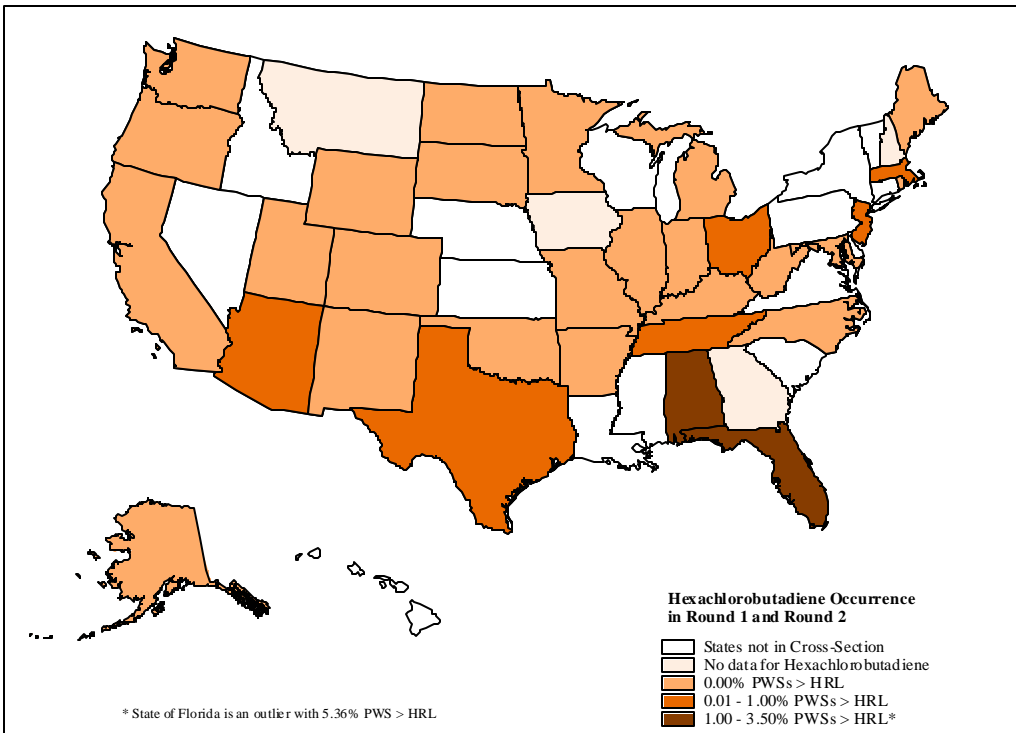 Hexachlorobutadiene Occurrence
in Round 1 and Round 2
States not in Cross-Section
No data for Hexachlorobutadiene
0.00% PWSs > HRL
0.01 - 1.00% PWSs > HRL
1.00 - 3.50% PWSs > HRL*
* State of Florida is an outlier with 5.36% PWS > HRL